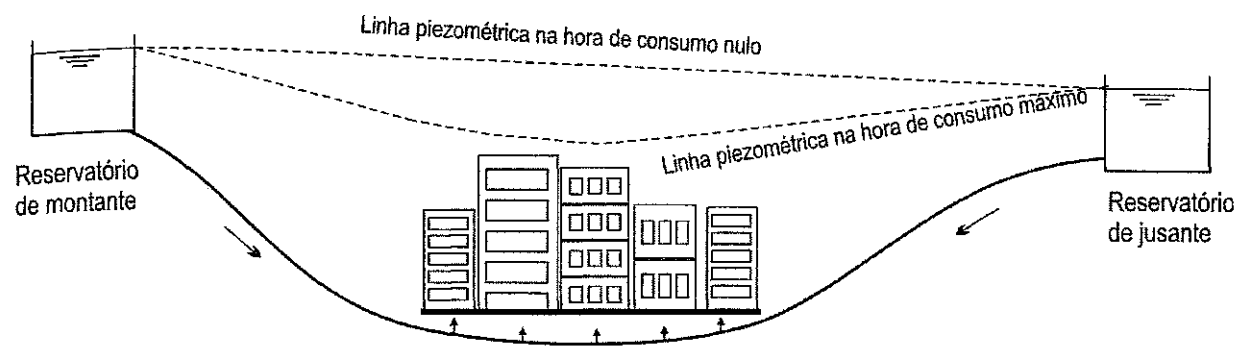 Linha piezométrica na hora de consumo nulo
Linha piezométrica na hora de consumo máximo
Reservatório
de montante
Reservatório
de jusante